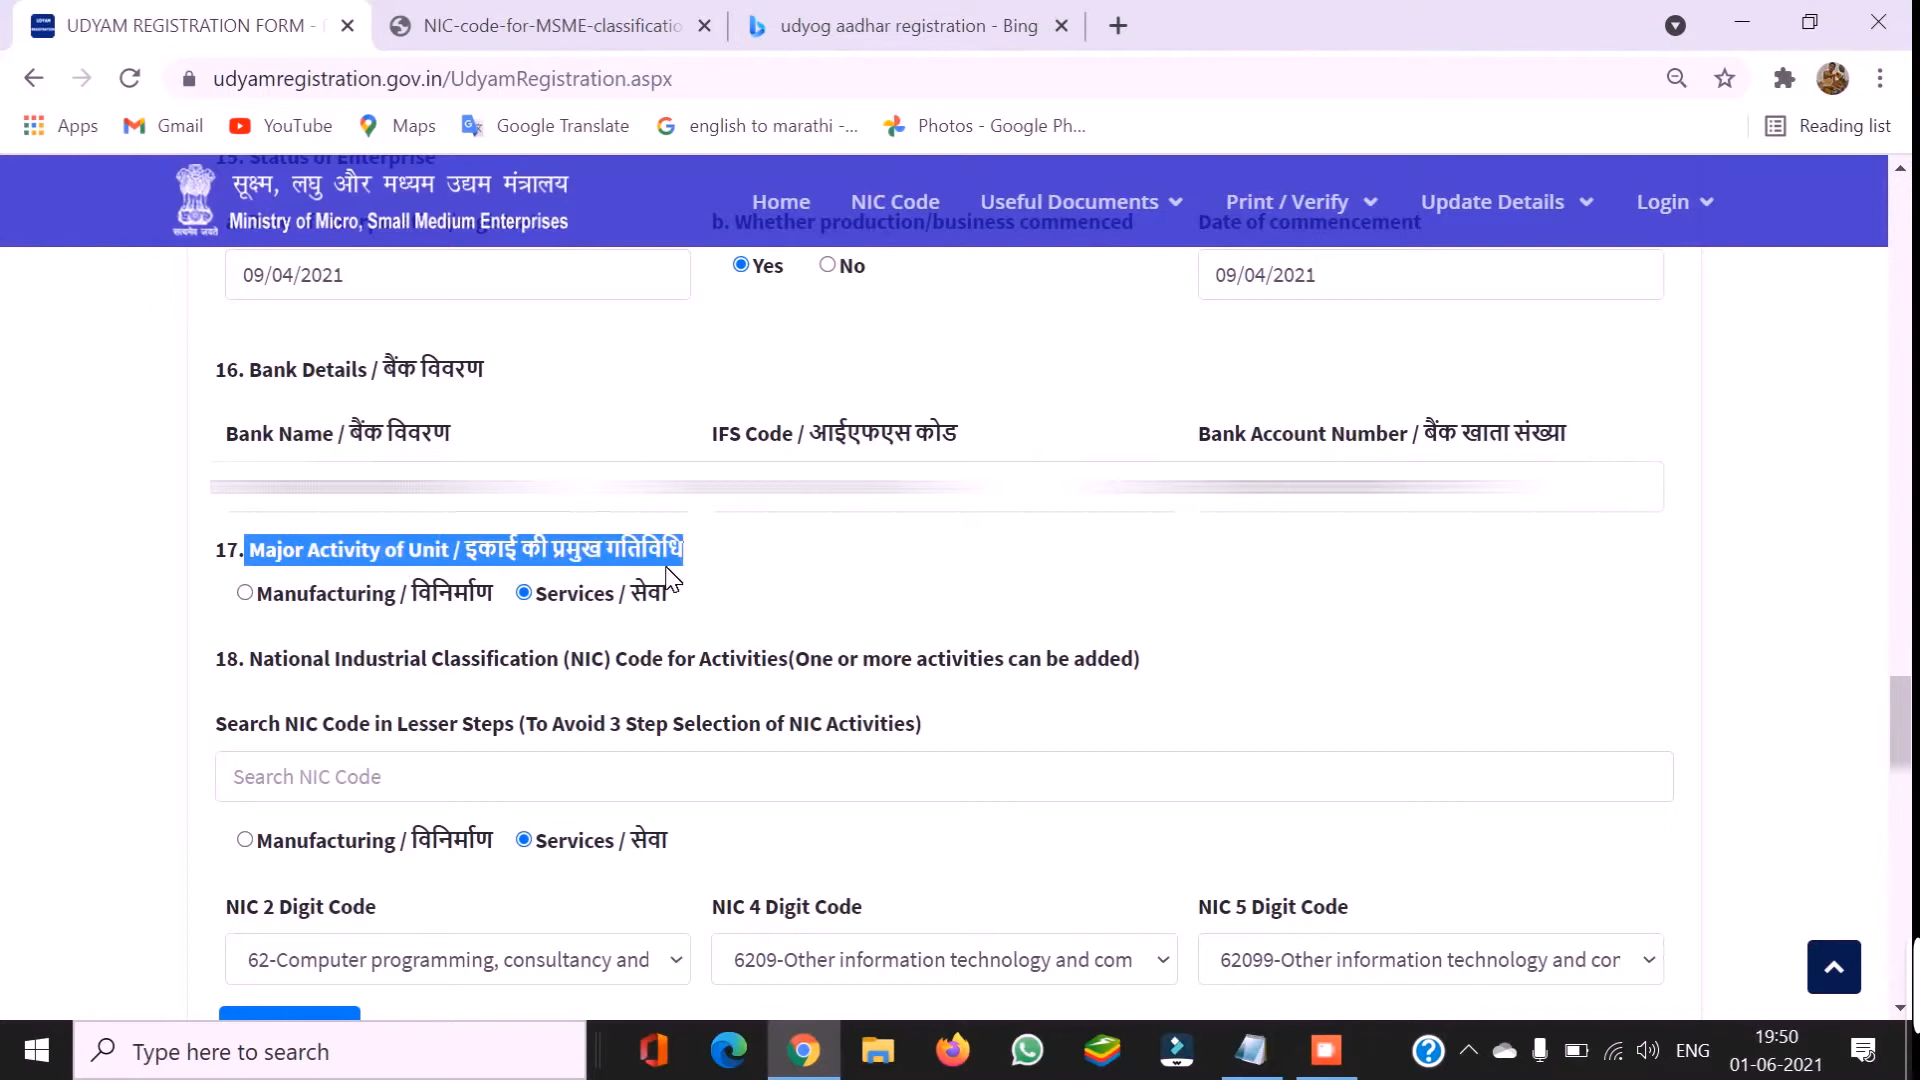 UDYAM REGISTRATION FORM -
NIC-code-for-MSME-classificatio
udyog aadhar registration - Bing
udyamregistration.gov.in/UdyamRegistration.aspx
Apps
Gmail
YouTube
Maps
Google Translate
english to marathi -...
Photos - Google Ph...
Reading list
15. Status of Enterprise
सूक्ष्म, लघु और मध्यम उद्यम मंत्रालय
Ministry of Micro, Small Medium Enterprises
सत्यमेव जयते
Home
NIC Code
Useful Documents
Print / Verify
Update Details
Login
b. Whether production/business commenced
Date of commencement
09/04/2021
Yes
No
09/04/2021
16. Bank Details / बैंक विवरण
Bank Name / बैंक विवरण
IFS Code / आईएफएस कोड
Bank Account Number / बैंक खाता संख्या
17. Major Activity of Unit / इकाई की प्रमुख गतिविधि
Manufacturing / विनिर्माण
Services / सेवा
18. National Industrial Classification (NIC) Code for Activities(One or more activities can be added)
Search NIC Code in Lesser Steps (To Avoid 3 Step Selection of NIC Activities)
Search NIC Code
Manufacturing / विनिर्माण
Services / सेवा
NIC 2 Digit Code
NIC 4 Digit Code
NIC 5 Digit Code
62-Computer programming, consultancy and
6209-Other information technology and com
62099-Other information technology and cor
Type here to search
ENG
19:50
01-06-2021